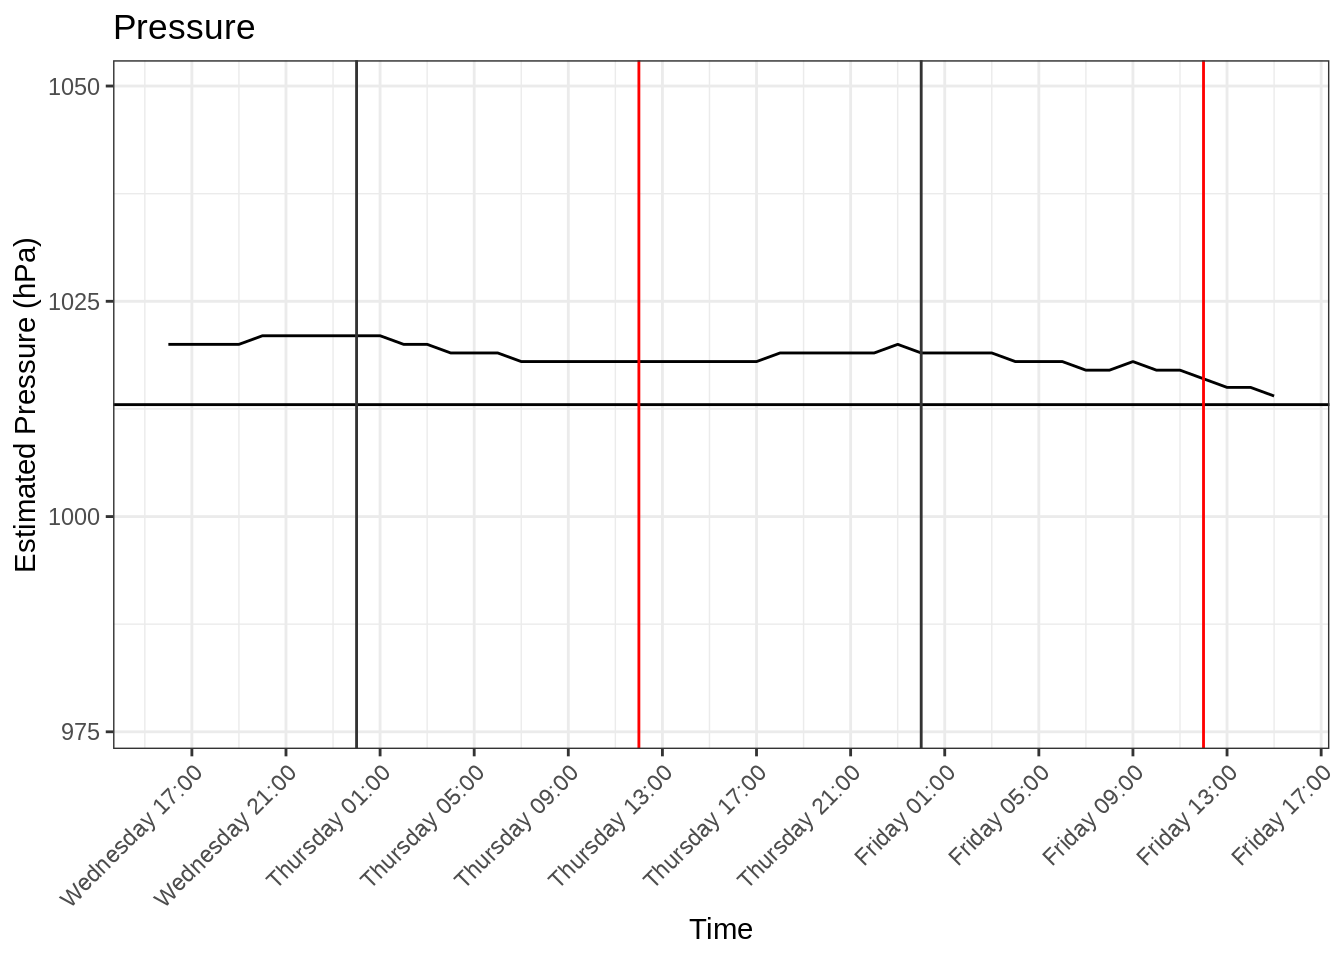 Pressure
Estimated Pressure (hPa)
1050
1025
1000
975
Wednesday 17:00
Wednesday 21:00
Thursday 01:00
Thursday 05:00
Thursday 09:00
Thursday 13:00
Thursday 17:00
Thursday 21:00
Friday 01:00
Friday 05:00
Friday 09:00
Friday 13:00
Friday 17:00
Time